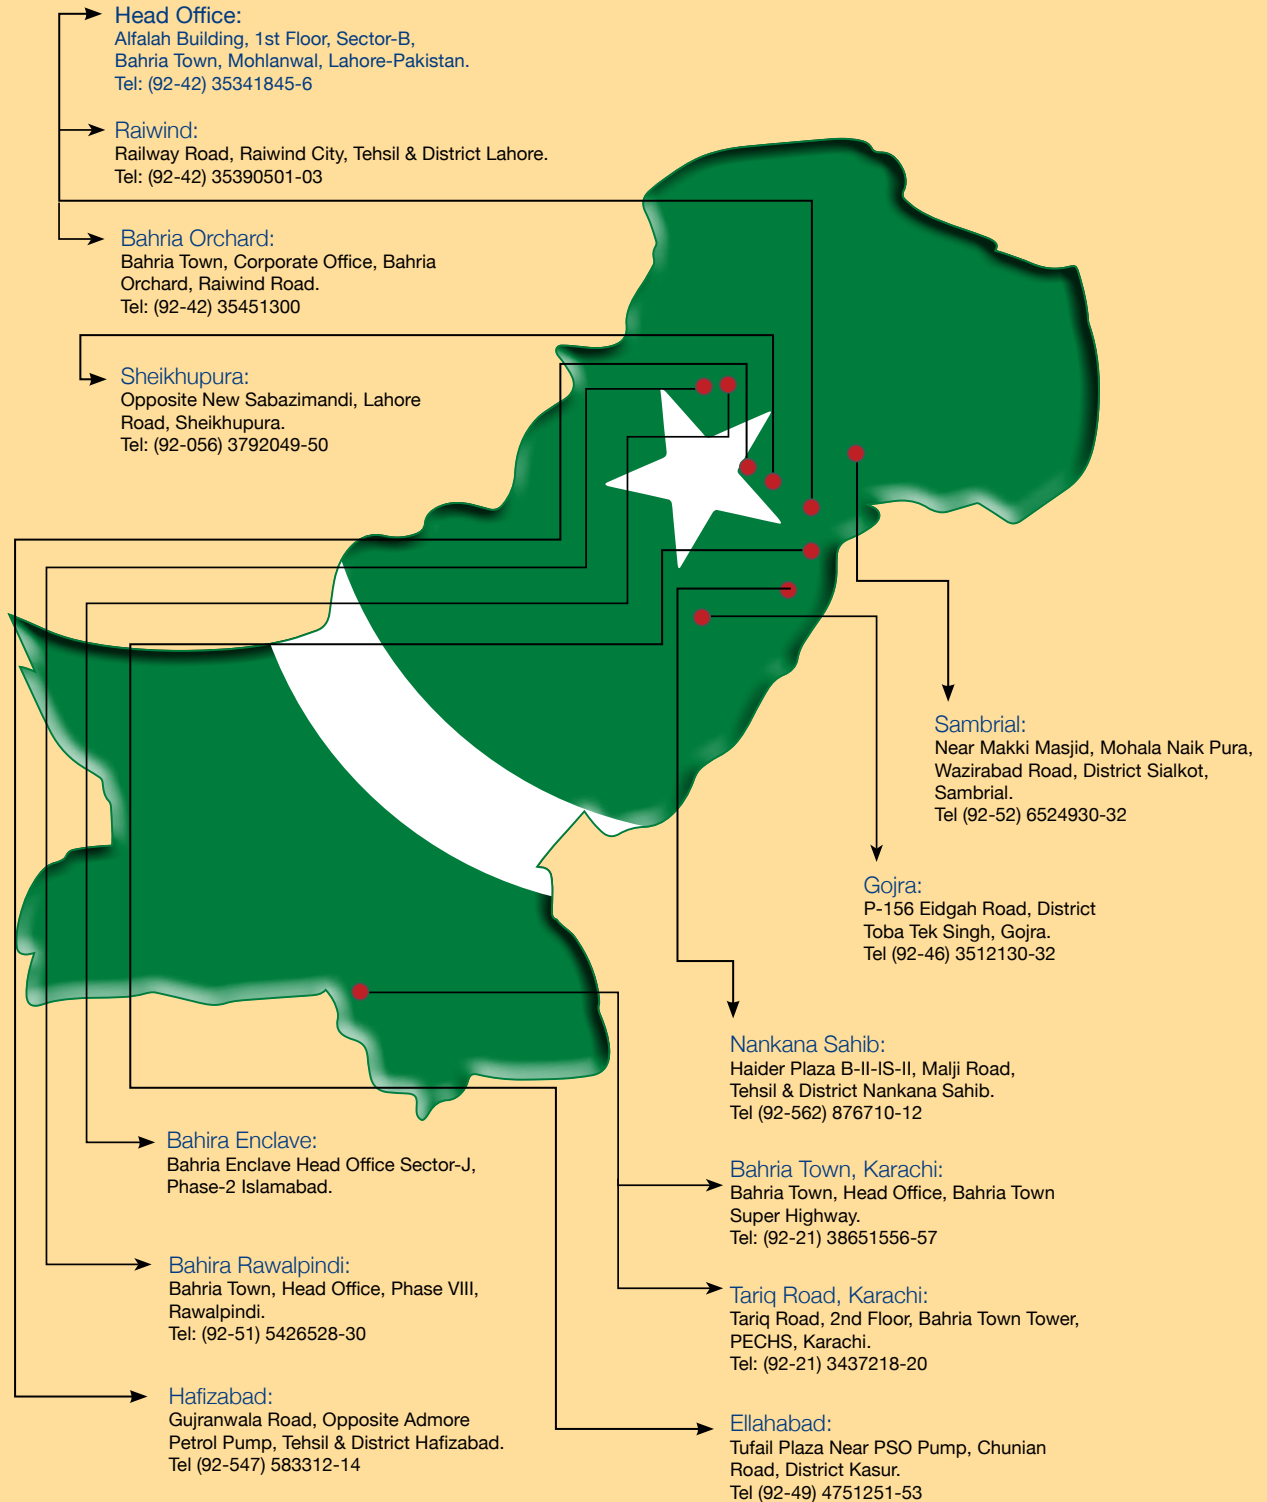 Head Office:
Alfalah Building, 1st Floor, Sector-B,
Bahria Town, Mohlanwal, Lahore-Pakistan.
Tel: (92-42) 35341845-6
Raiwind:
Railway Road, Raiwind City, Tehsil & District Lahore.
Tel: (92-42) 35390501-03
Bahria Orchard:
Bahria Town, Corporate Office, Bahria
Orchard, Raiwind Road.
Tel: (92-42) 35451300
Sheikhupura:
Opposite New Sabazimandi, Lahore
Road, Sheikhupura.
Tel: (92-056) 3792049-50
Sambrial:
Near Makki Masjid, Mohala Naik Pura,
Wazirabad Road, District Sialkot,
Sambrial.
Tel (92-52) 6524930-32
Gojra:
P-156 Eidgah Road, District
Toba Tek Singh, Gojra.
Tel (92-46) 3512130-32
Nankana Sahib:
Haider Plaza B-II-IS-II, Malji Road,
Tehsil & District Nankana Sahib.
Tel (92-562) 876710-12
Bahira Enclave:
Bahria Enclave Head Office Sector-J,
Phase-2 Islamabad.
Bahria Town, Karachi:
Bahria Town, Head Office, Bahria Town
Super Highway.
Tel: (92-21) 38651556-57
Bahira Rawalpindi:
Bahria Town, Head Office, Phase VIII,
Rawalpindi.
Tel: (92-51) 5426528-30
Tariq Road, Karachi:
Tariq Road, 2nd Floor, Bahria Town Tower,
PECHS, Karachi.
Tel: (92-21) 3437218-20
Hafizabad:
Gujranwala Road, Opposite Admore
Petrol Pump, Tehsil & District Hafizabad.
Tel (92-547) 583312-14
Ellahabad:
Tufail Plaza Near PSO Pump, Chunian
Road, District Kasur.
Tel (92-49) 4751251-53